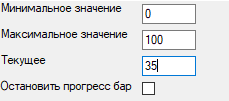 Минимальное значение 0
Максимальное значение 100
Текущее 35
Остановить прогресс бар